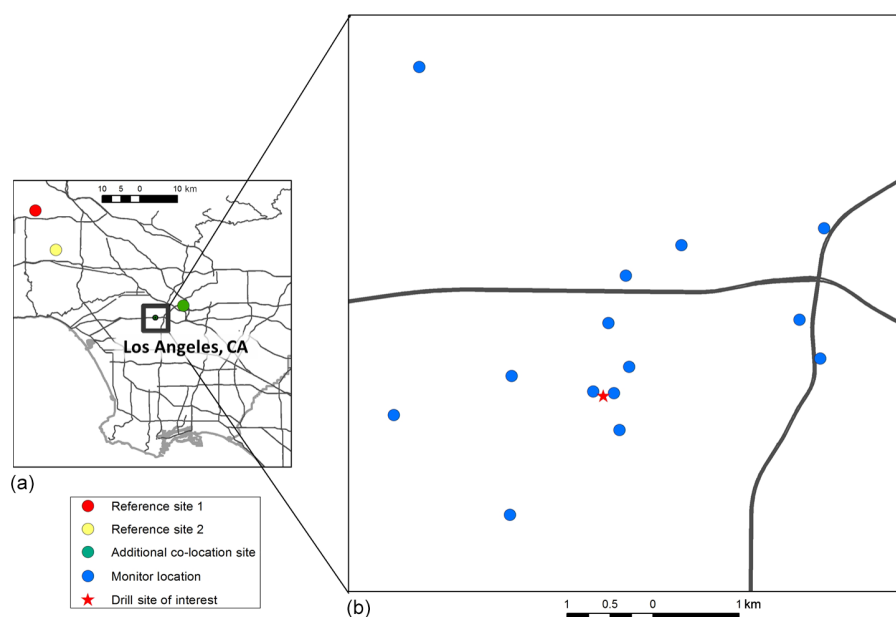 10 5 0 10 km
Los Angeles, CA
(a)
Reference site 1
Reference site 2
Additional co-location site
Monitor location
Drill site of interest
(b)
1 0.5 0 1 km